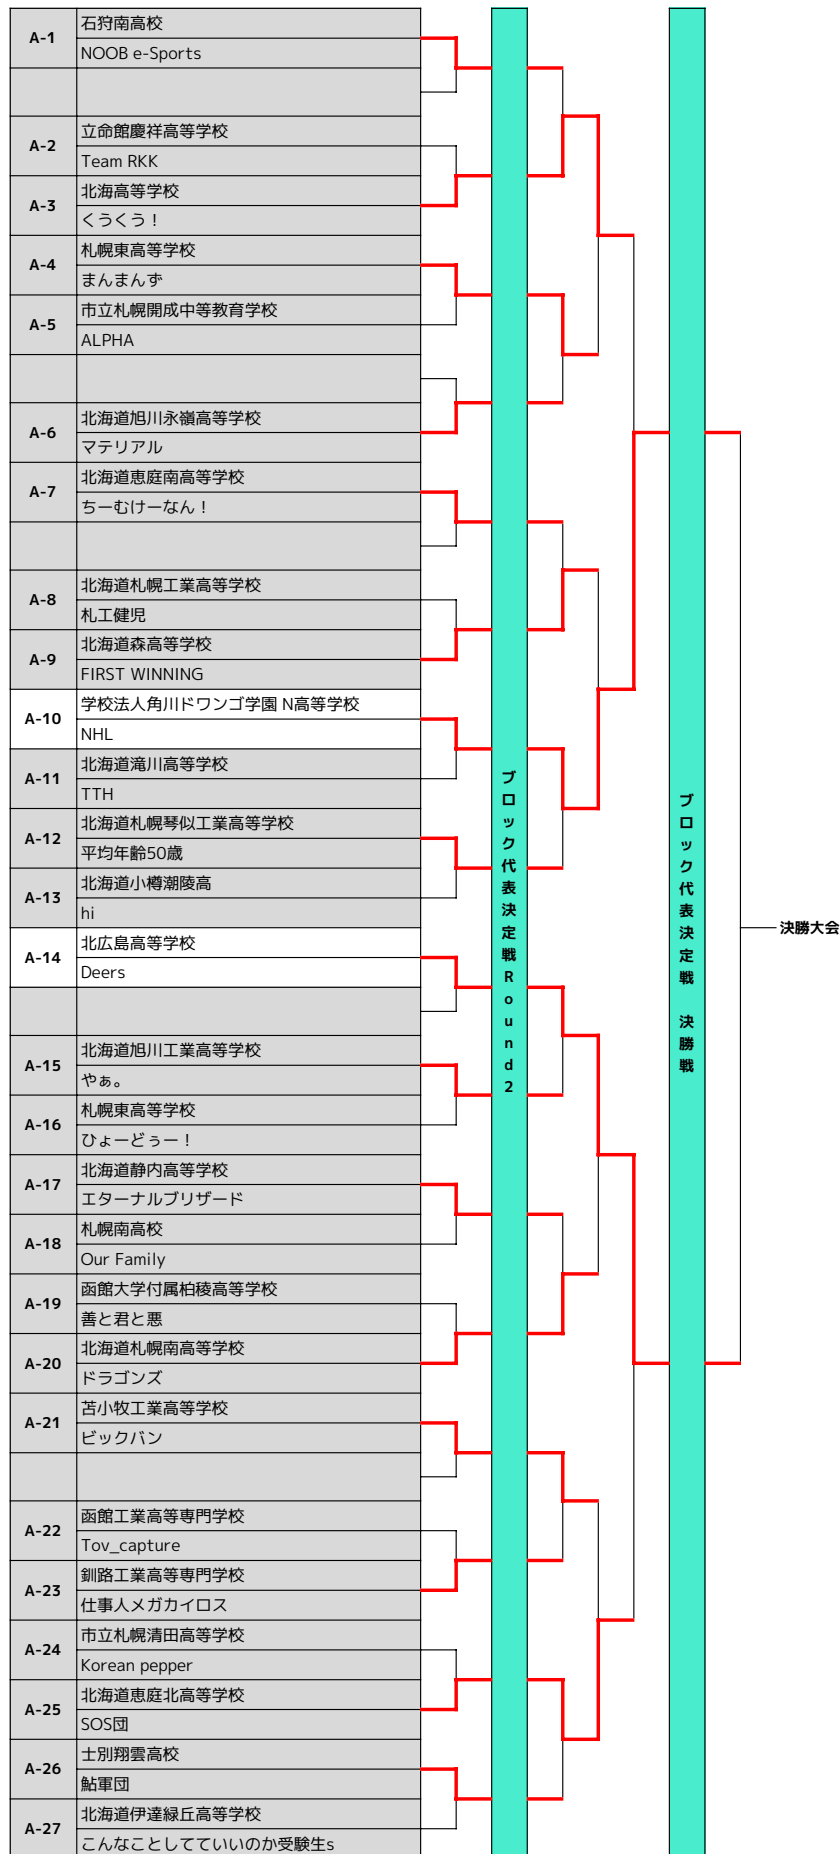 A-1
石狩南高校
NOOB e-Sports
A-2
立命館慶祥高等学校
Team RKK
A-3
北海高等学校
くうくう！
A-4
札幌東高等学校
まんまんず
A-5
市立札幌開成中等教育学校
ALPHA
A-6
北海道旭川永嶺高等学校
マテリアル
A-7
北海道恵庭南高等学校
ちーむけーなん！
A-8
北海道札幌工業高等学校
札工健児
A-9
北海道森高等学校
FIRST WINNING
A-10
学校法人角川ドワンゴ学園 N高等学校
NHL
A-11
北海道滝川高等学校
TTH
A-12
北海道札幌琴似工業高等学校
平均年齢50歳
A-13
北海道小樽潮陵高
hi
A-14
北広島高等学校
Deers
A-15
北海道旭川工業高等学校
やぁ。
A-16
札幌東高等学校
ひょーどぅー！
A-17
北海道静内高等学校
エターナルブリザード
A-18
札幌南高校
Our Family
A-19
函館大学付属柏稜高等学校
善と君と悪
A-20
北海道札幌南高等学校
ドラゴンズ
A-21
苫小牧工業高等学校
ビックバン
A-22
函館工業高等専門学校
Tov_capture
A-23
釧路工業高等専門学校
仕事人メガカイロス
A-24
市立札幌清田高等学校
Korean pepper
A-25
北海道恵庭北高等学校
SOS団
A-26
士別翔雲高校
鮎軍団
A-27
北海道伊達緑丘高等学校
こんなことしてていいのか受験生s
ブロック代表決定戦Round2
ブロック代表決定戦　決勝戦
決勝大会